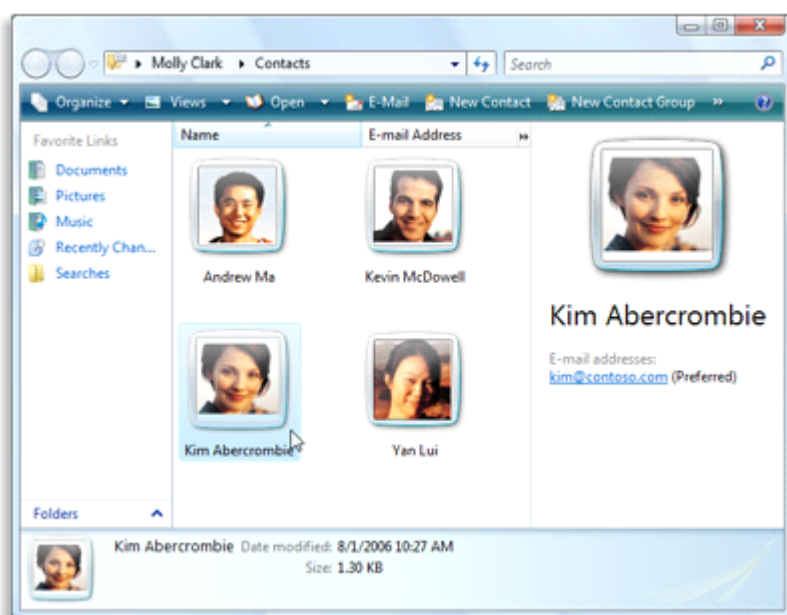 Molly Clark Contacts Search
Organize Views Open E-Mail New Contact New Contact Group » ?
Favorite Links
Documents
Pictures
Music
Recently Chan...
Searches
Folders
Name E-mail Address »
Andrew Ma Kevin McDowell
Kim Abercrombie Yan Lui
Kim Abercrombie
E-mail addresses:
kim@contoso.com (Preferred)
Kim Abercrombie Date modified: 8/1/2006 10:27 AM
Size: 1.30 KB